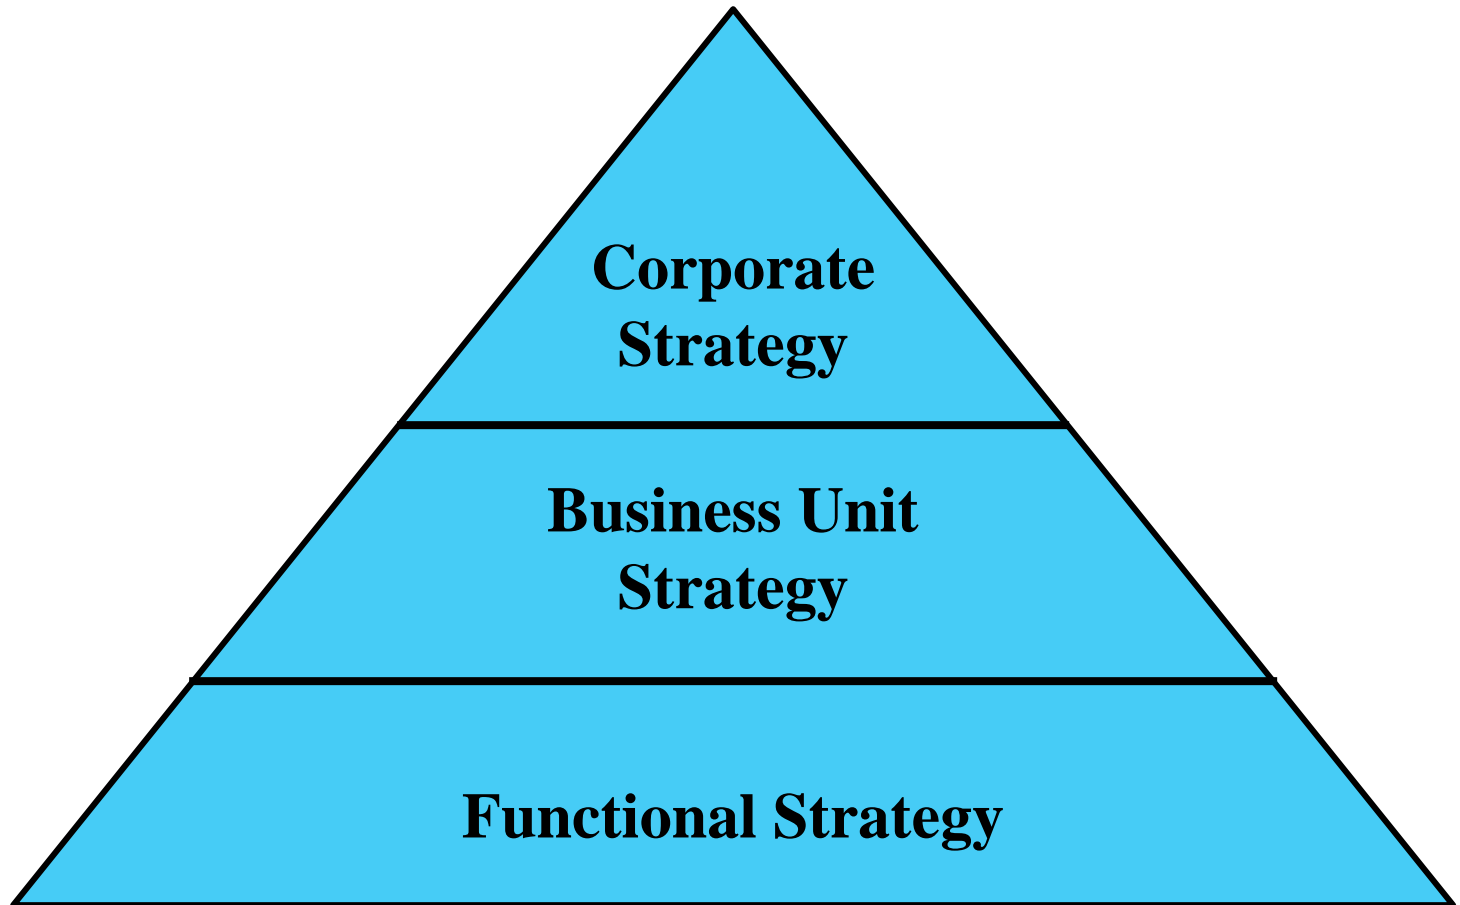 Corporate
Strategy
Business Unit
Strategy
Functional Strategy